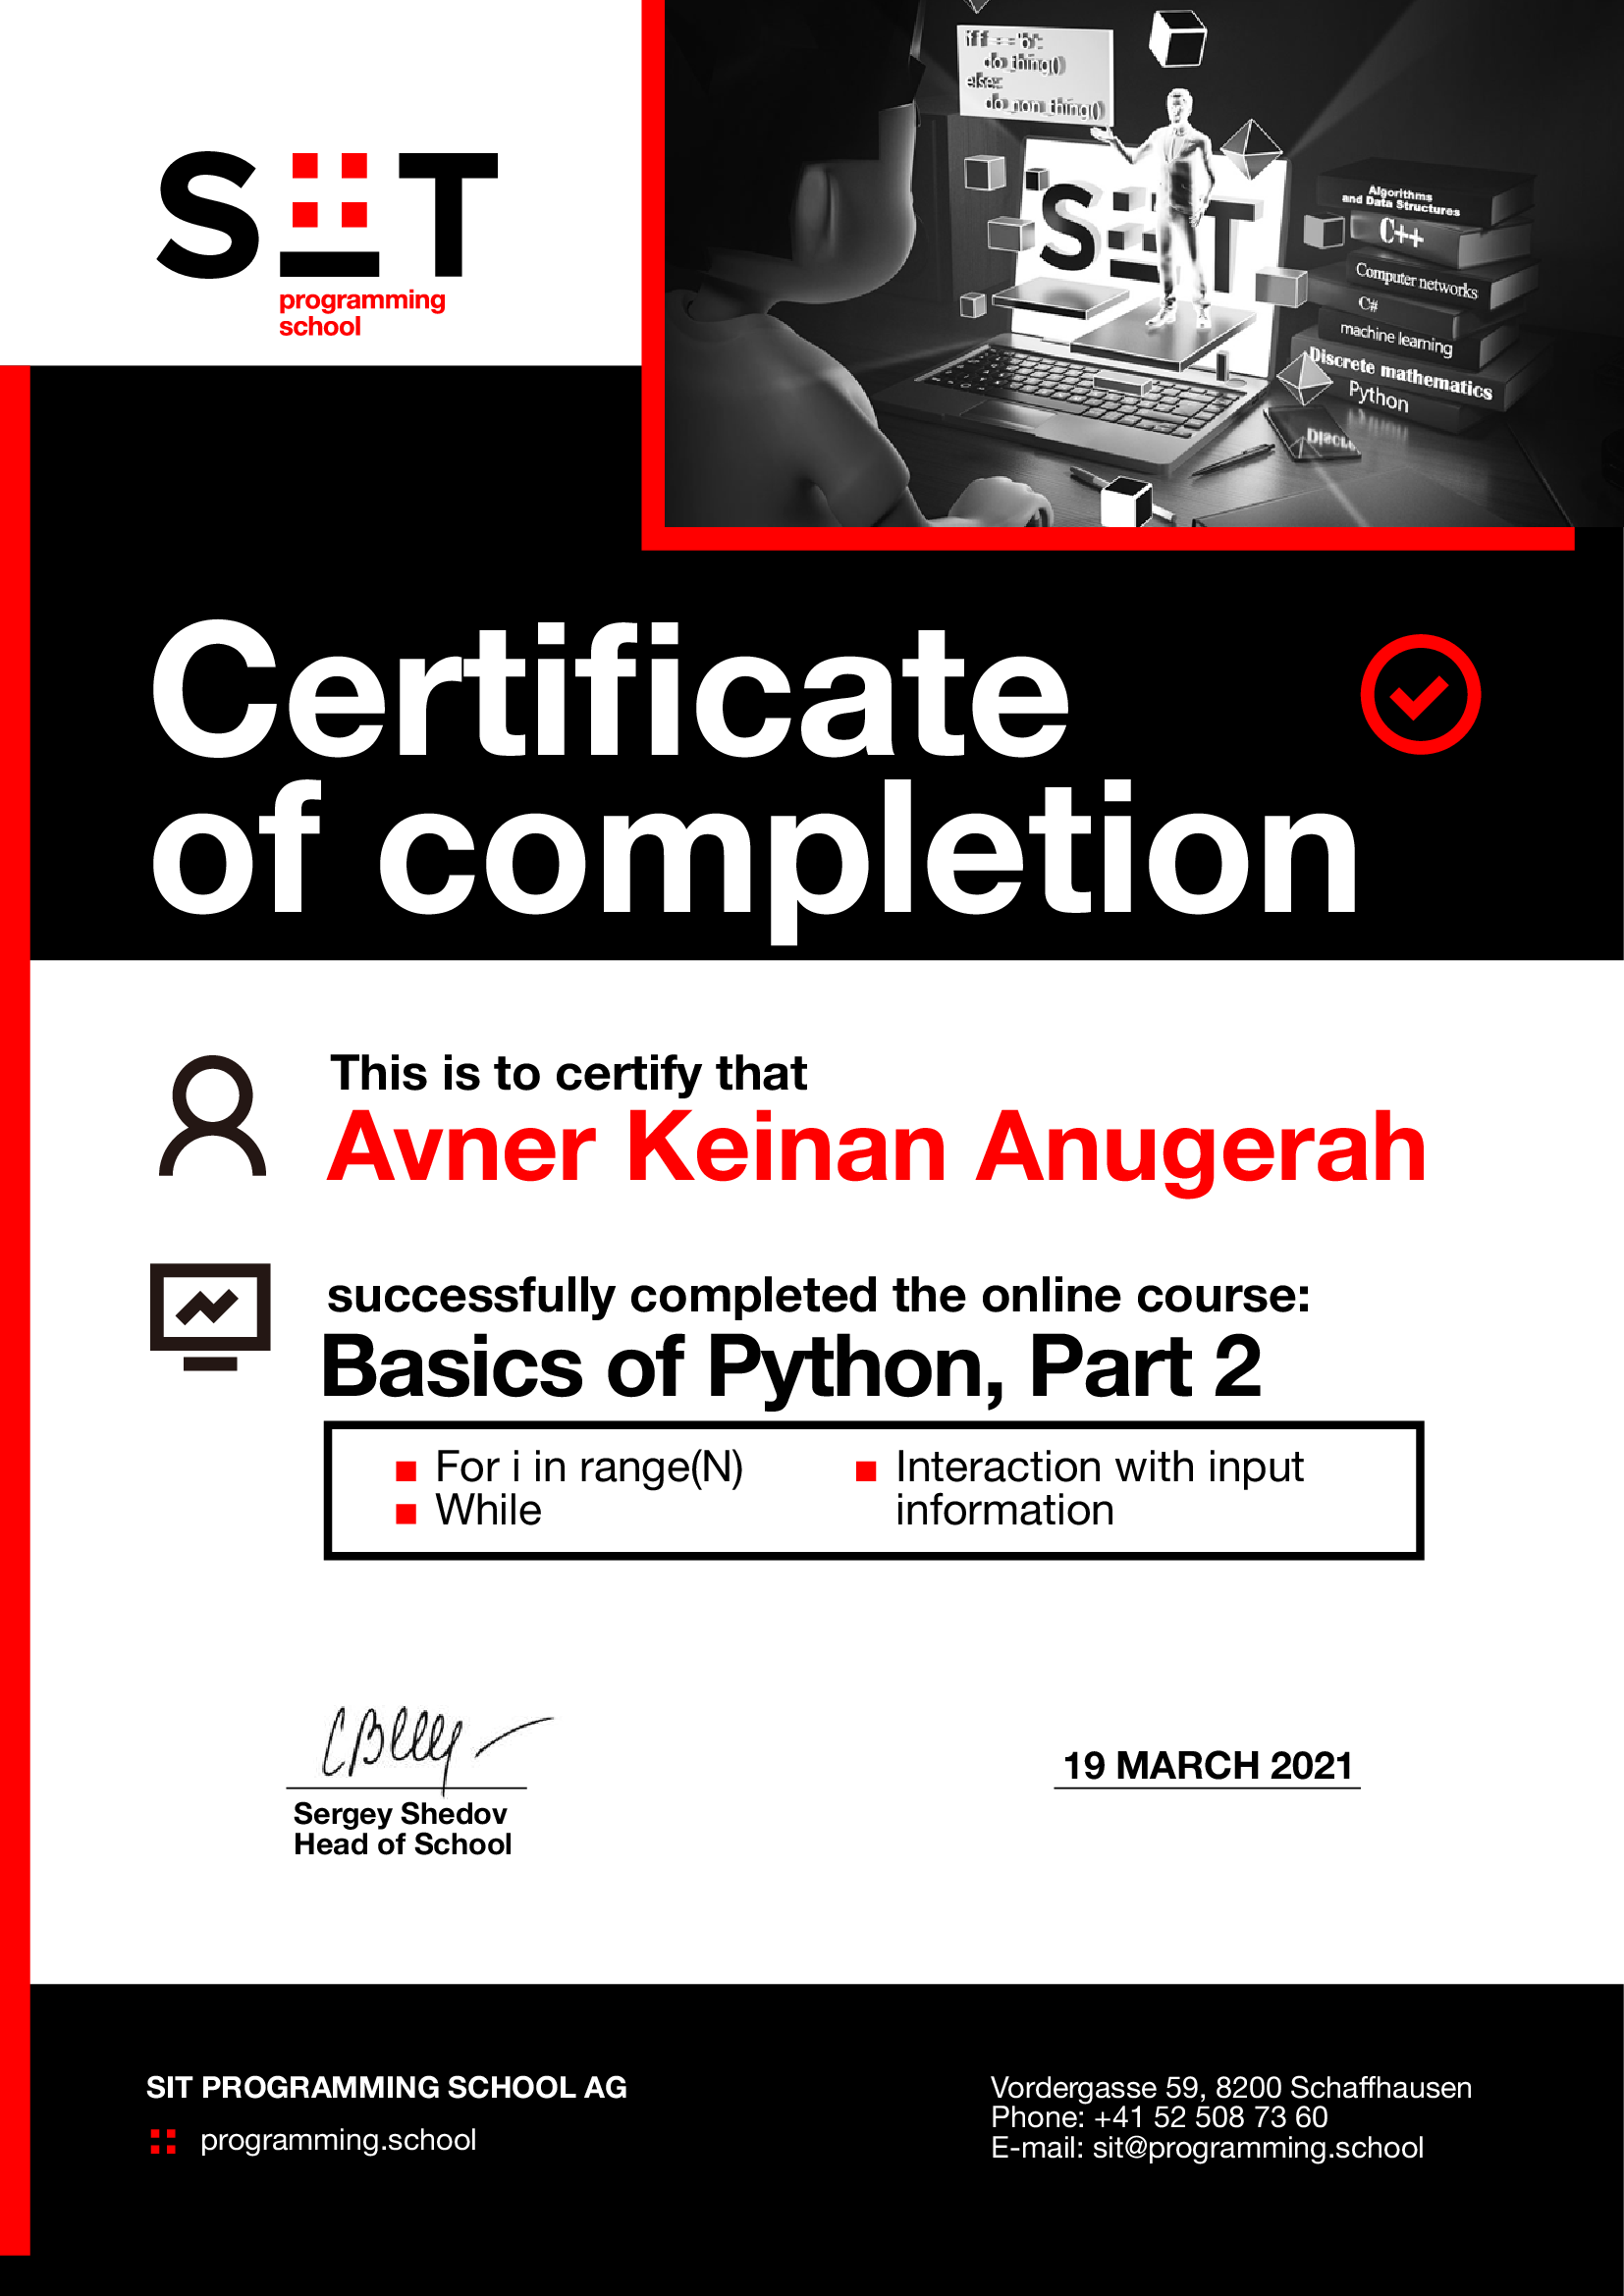 SIT
programming
school
if f == 'b':
do_thing()
else:
do_non_thing()
SIT
Algorithms
and Data Structures
C++
Computer networks
C#
machine learning
Discrete mathematics
Python
Certificate
of completion
This is to certify that
Avner Keinan Anugerah
successfully completed the online course:
Basics of Python, Part 2
For i in range(N)
While
Interaction with input
information
19 MARCH 2021
Sergey Shedov
Head of School
SIT PROGRAMMING SCHOOL AG
programming.school
Vordergasse 59, 8200 Schaffhausen
Phone: +41 52 508 73 60
E-mail: sit@programming.school